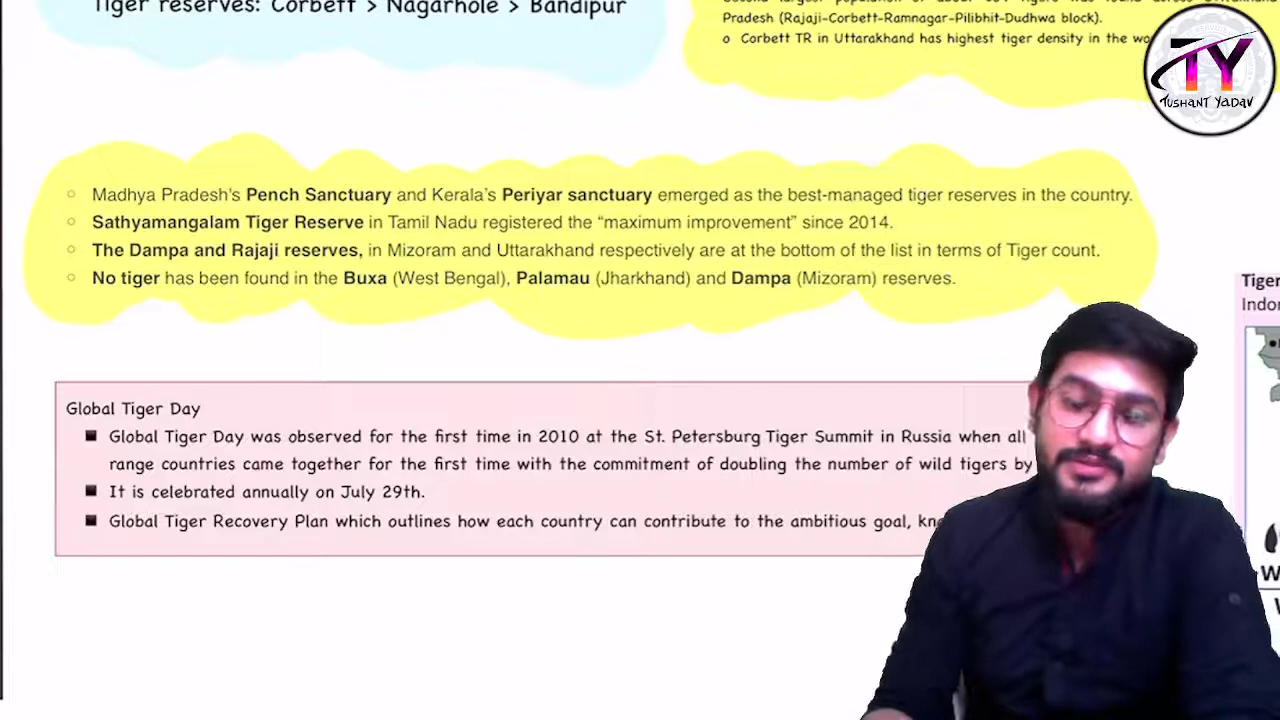 Tiger reserves: Corbett > Nagarhole > Bandipur
Pradesh (Rajaji-Corbett-Ramnagar-Pilibhit-Dudhwa block).
o Corbett TR in Uttarakhand has highest tiger density in the
TY
TUSHANT YADAV
○ Madhya Pradesh's Pench Sanctuary and Kerala's Periyar sanctuary emerged as the best-managed tiger reserves in the country.
○ Sathyamangalam Tiger Reserve in Tamil Nadu registered the “maximum improvement” since 2014.
○ The Dampa and Rajaji reserves, in Mizoram and Uttarakhand respectively are at the bottom of the list in terms of Tiger count.
○ No tiger has been found in the Buxa (West Bengal), Palamau (Jharkhand) and Dampa (Mizoram) reserves.
Tiger
Global Tiger Day
■ Global Tiger Day was observed for the first time in 2010 at the St. Petersburg Tiger Summit in Russia when all
range countries came together for the first time with the commitment of doubling the number of wild tigers by
■ It is celebrated annually on July 29th.
■ Global Tiger Recovery Plan which outlines how each country can contribute to the ambitious goal,